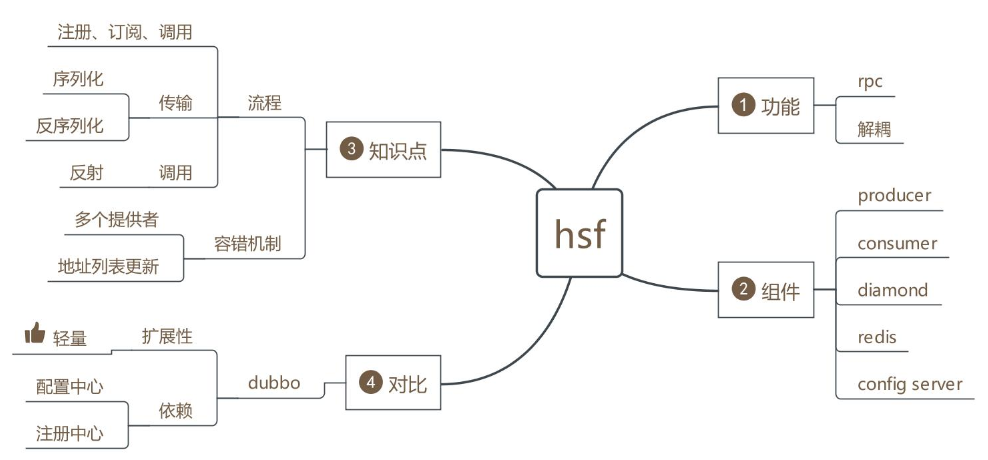 hsf
1 功能
rpc
解耦
2 组件
producer
consumer
diamond
redis
config server
3 知识点
流程
注册、订阅、调用
传输
序列化
反序列化
调用
反射
容错机制
多个提供者
地址列表更新
4 对比
dubbo
扩展性
轻量
依赖
配置中心
注册中心